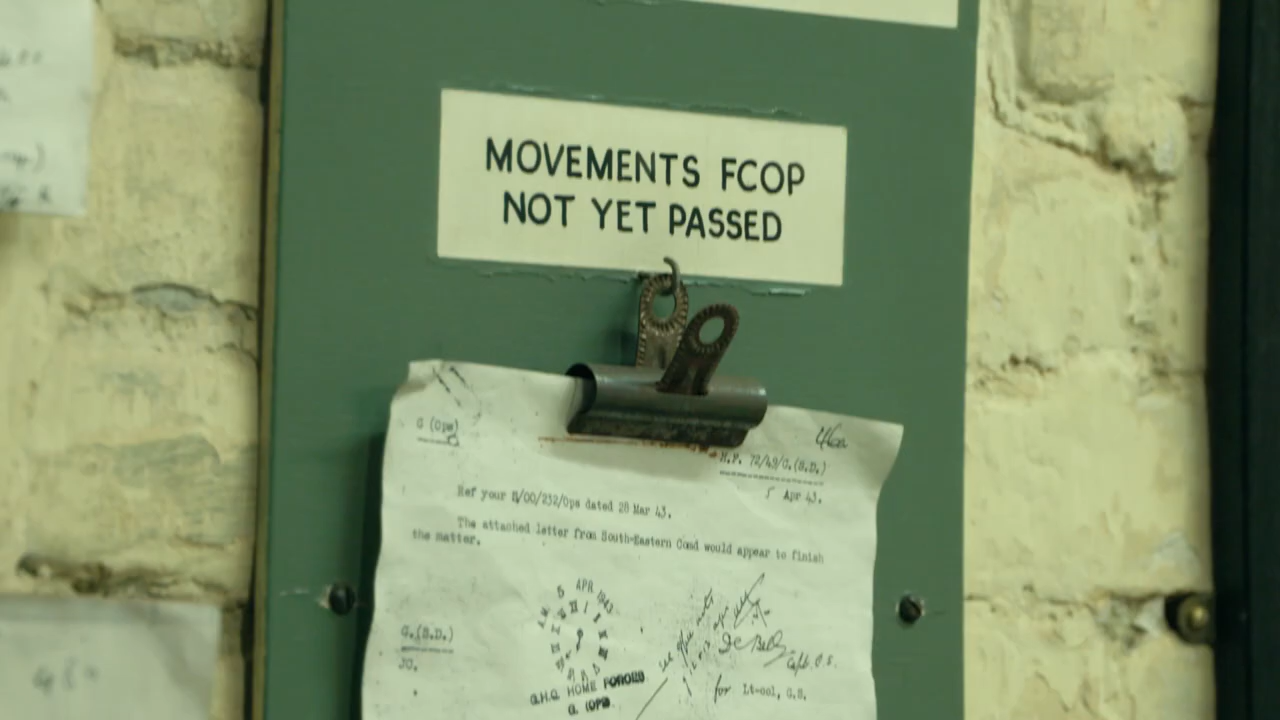 MOVEMENTS FCOP
NOT YET PASSED
G (Ops)
72/49/G.(S.D.)
5 Apr 43.
Ref your B/00/232/Ops dated 28 Mar 43.
The attached letter from South-Eastern Comd would appear to finish
the matter.
5 APR 1943
G.(S.D.)
JC.
see
Capt. G.S.
for Lt-col, G.S.
G.H.Q. HOME FORCES
G. (OPS)